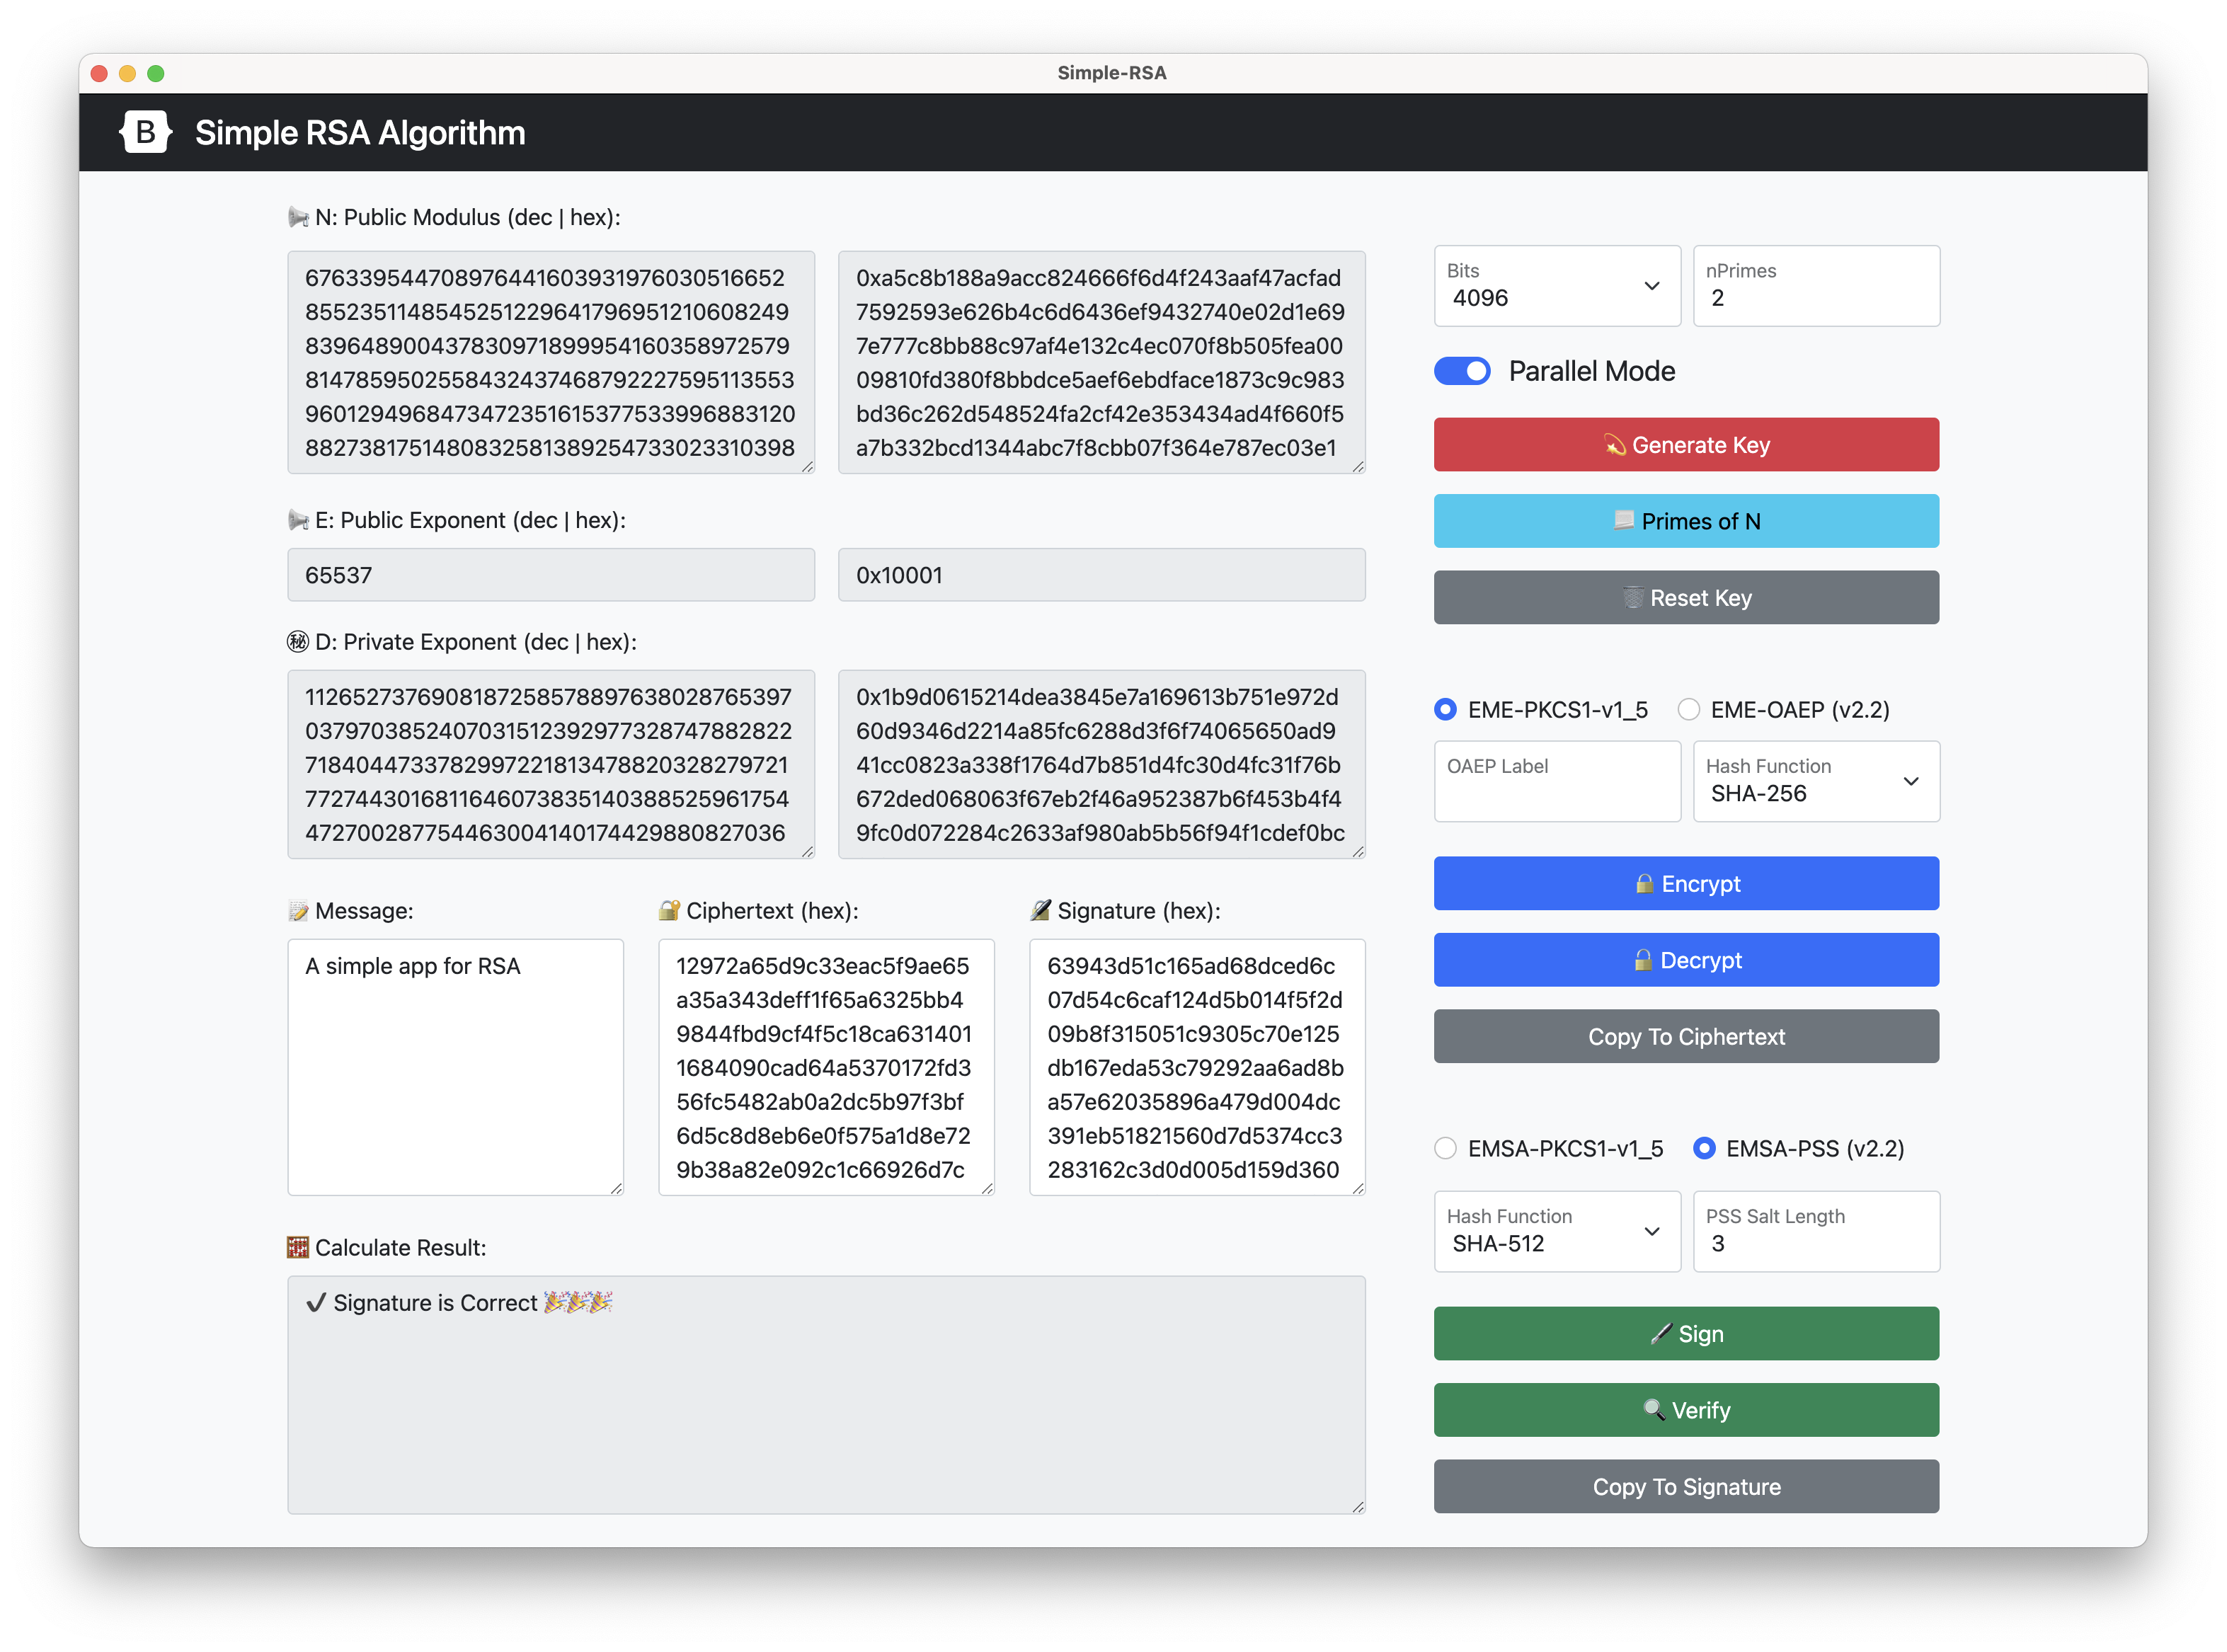 Simple-RSA
B
Simple RSA Algorithm
N: Public Modulus (dec | hex):
6763395447089764416039319760305166528
8552351148545251229641796951210608249
839648900437830971899954160358972579
8147859502558432437468792227595113553
9601294968473472351615377533996883120
8827381751480832581389254733023310398
0xa5c8b188a9acc824666f6d4f243aaf47acfad
7592593e626b4c6d6436ef9432740e02d1e69
7e777c8bb88c97af4e132c4ec070f8b505fea00
09810fd380f8bbdce5aef6ebdface1873c9c983
bd36c262d548524fa2cf42e353434ad4f660f5
a7b332bcd1344abc7f8cbb07f364e787ec03e1
E: Public Exponent (dec | hex):
65537
0x10001
㊙ D: Private Exponent (dec | hex):
1126527376908187258578897638028765397
0379703852407031512392977328747882822
7184044733782997221813478820328279721
7727443016811646073835140388525961754
4727002877544630041401744298808270​36
0x1b9d0615214dea3845e7a169613b751e972d
60d9346d2214a85fc6288d3f6f74065650ad9
41cc0823a338f1764d7b851d4fc30d4fc31f76b
672ded068063f67eb2f46a952387b6f453b4f4
9fc0d072284c2633af980ab5b56f94f1cdef0bc
Message:
A simple app for RSA
Ciphertext (hex):
12972a65d9c33eac5f9ae65
a35a343deff1f65a6325bb4
9844fbd9cf4f5c18ca631401
1684090cad64a5370172fd3
56fc5482ab0a2dc5b97f3bf
6d5c8d8eb6e0f575a1d8e72
9b38a82e092c1c66926d7c
Signature (hex):
63943d51c165ad68dced6c
07d54c6caf124d5b014f5f2d
09b8f315051c9305c70e125
db167eda53c79292aa6ad8b
a57e62035896a479d004dc
391eb51821560d7d5374cc3
283162c3d0d005d159d360
Calculate Result:
✔ Signature is Correct 🎉🎉🎉
Bits
4096
nPrimes
2
Parallel Mode
Generate Key
Primes of N
Reset Key
EME-PKCS1-v1_5
EME-OAEP (v2.2)
OAEP Label
Hash Function
SHA-256
Encrypt
Decrypt
Copy To Ciphertext
EMSA-PKCS1-v1_5
EMSA-PSS (v2.2)
Hash Function
SHA-512
PSS Salt Length
3
Sign
Verify
Copy To Signature